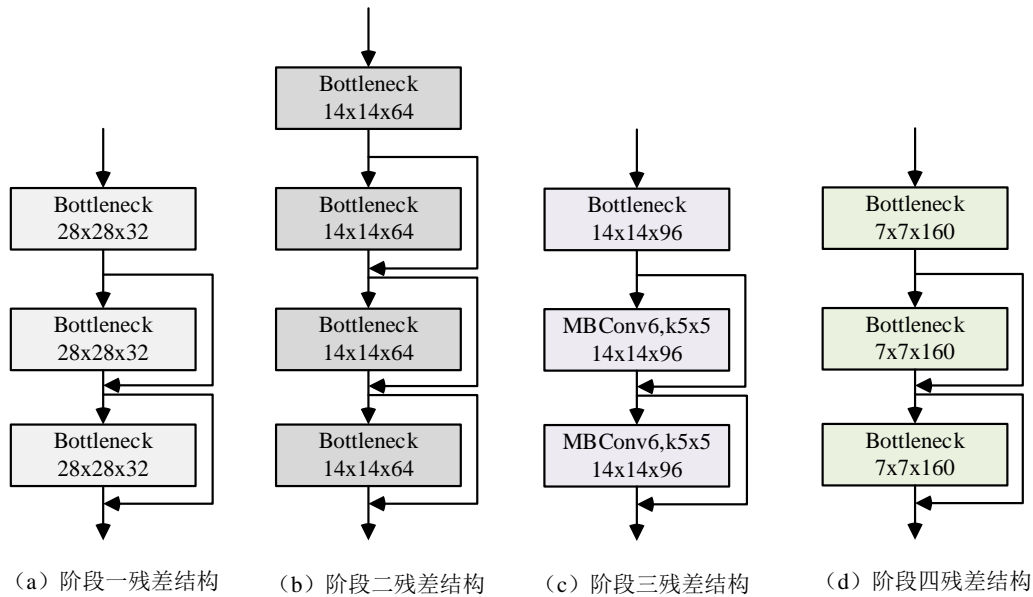 Bottleneck
28x28x32
Bottleneck
28x28x32
Bottleneck
28x28x32
（a）阶段一残差结构
Bottleneck
14x14x64
Bottleneck
14x14x64
Bottleneck
14x14x64
Bottleneck
14x14x64
（b）阶段二残差结构
Bottleneck
14x14x96
MBConv6,k5x5
14x14x96
MBConv6,k5x5
14x14x96
（c）阶段三残差结构
Bottleneck
7x7x160
Bottleneck
7x7x160
Bottleneck
7x7x160
（d）阶段四残差结构